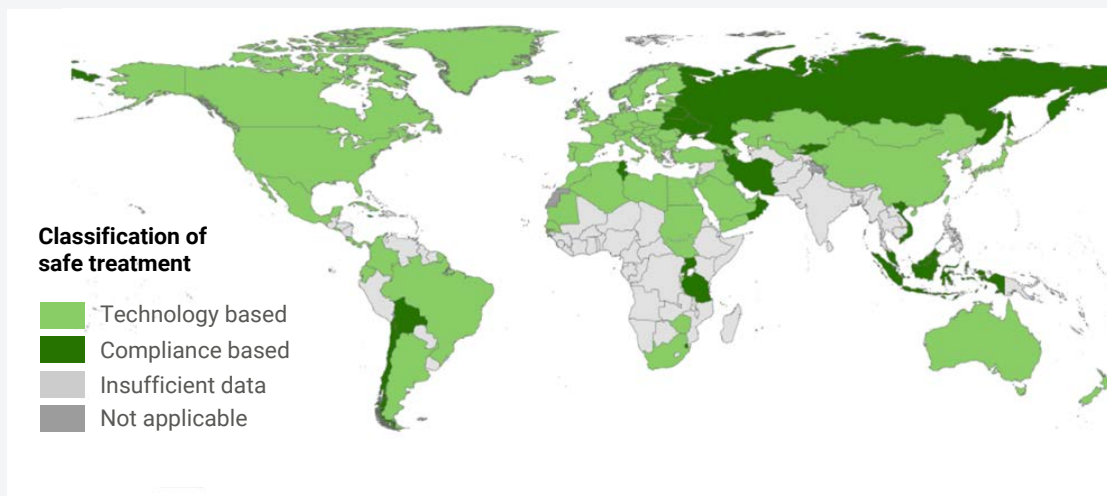 Classification of
safe treatment
Technology based
Compliance based
Insufficient data
Not applicable